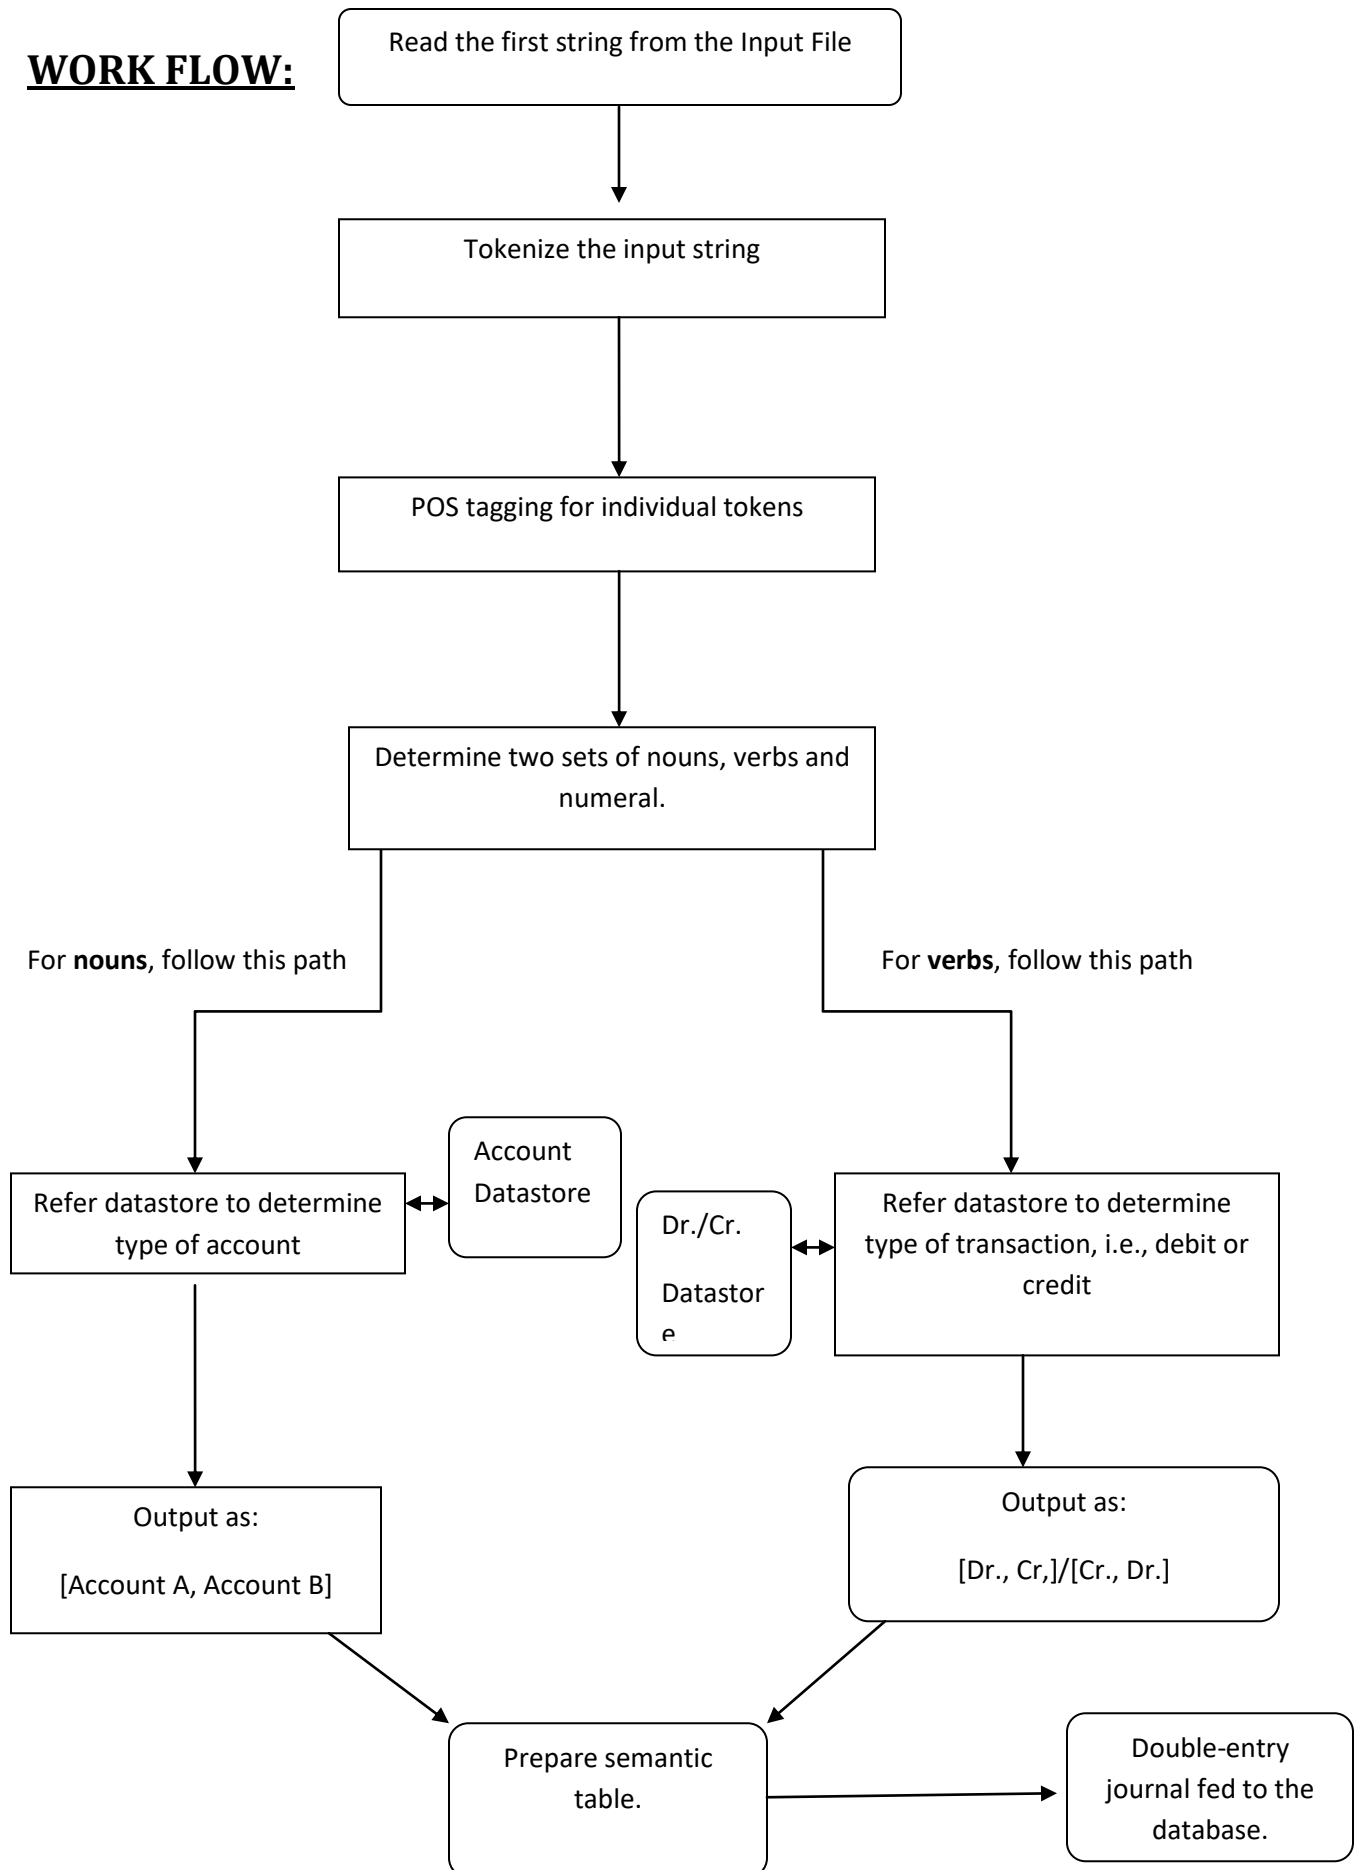 Read the first string from the Input File
WORK FLOW:
Tokenize the input string
POS tagging for individual tokens
Determine two sets of nouns, verbs and
numeral.
For nouns, follow this path
For verbs, follow this path
Account
Datastore
Refer datastore to determine
type of account
Dr./Cr.
Datastor
e
Refer datastore to determine
type of transaction, i.e., debit or
credit
Output as:
[Account A, Account B]
Output as:
[Dr., Cr,]/[Cr., Dr.]
Prepare semantic
table.
Double-entry
journal fed to the
database.